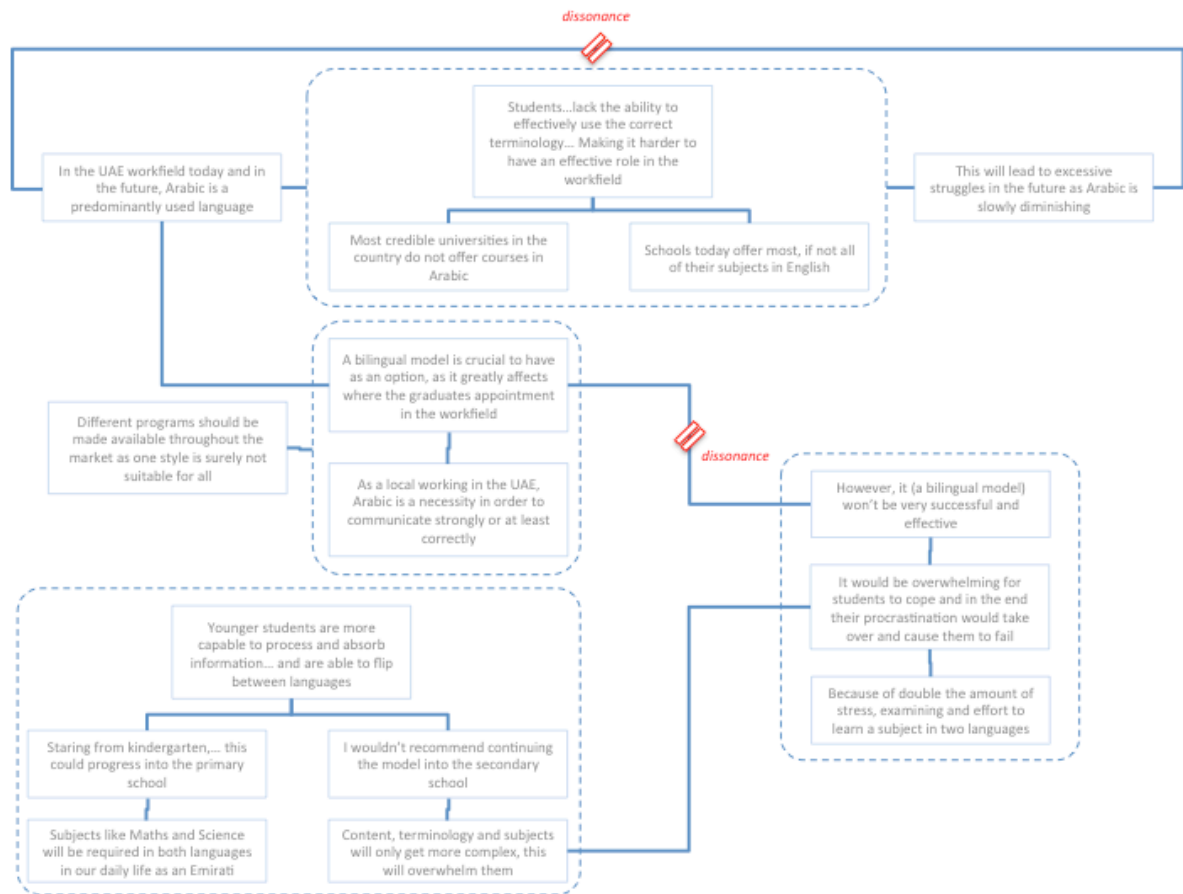 dissonance
Students...lack the ability to
effectively use the correct
terminology... Making it harder to
have an effective role in the
workfield
In the UAE workfield today and in
the future, Arabic is a
predominantly used language
This will lead to excessive
struggles in the future as Arabic is
slowly diminishing
Most credible universities in the
country do not offer courses in
Arabic
Schools today offer most, if not all
of their subjects in English
A bilingual model is crucial to have
as an option, as it greatly affects
where the graduates appointment
in the workfield
Different programs should be
made available throughout the
market as one style is surely not
suitable for all
dissonance
As a local working in the UAE,
Arabic is a necessity in order to
communicate strongly or at least
correctly
However, it (a bilingual model)
won't be very successful and
effective
It would be overwhelming for
students to cope and in the end
their procrastination would take
over and cause them to fail
Because of double the amount of
stress, examining and effort to
learn a subject in two languages
Younger students are more
capable to process and absorb
information... and are able to flip
between languages
Staring from kindergarten,... this
could progress into the primary
school
I wouldn't recommend continuing
the model into the secondary
school
Subjects like Maths and Science
will be required in both languages
in our daily life as an Emirati
Content, terminology and subjects
will only get more complex, this
will overwhelm them